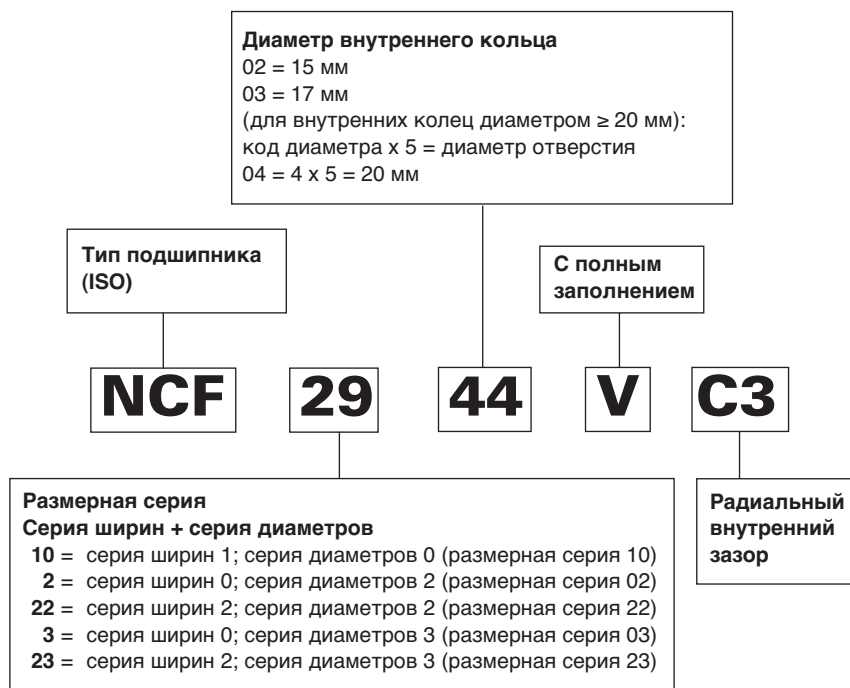 Диаметр внутреннего кольца
02 = 15 мм
03 = 17 мм
(для внутренних колец диаметром ≥ 20 мм):
код диаметра x 5 = диаметр отверстия
04 = 4 x 5 = 20 мм
Тип подшипника
(ISO)
С полным
заполнением
NCF 29 44 V C3
Размерная серия
Серия ширин + серия диаметров
10 = серия ширин 1; серия диаметров 0 (размерная серия 10)
2 = серия ширин 0; серия диаметров 2 (размерная серия 02)
22 = серия ширин 2; серия диаметров 2 (размерная серия 22)
3 = серия ширин 0; серия диаметров 3 (размерная серия 03)
23 = серия ширин 2; серия диаметров 3 (размерная серия 23)
Радиальный
внутренний
зазор